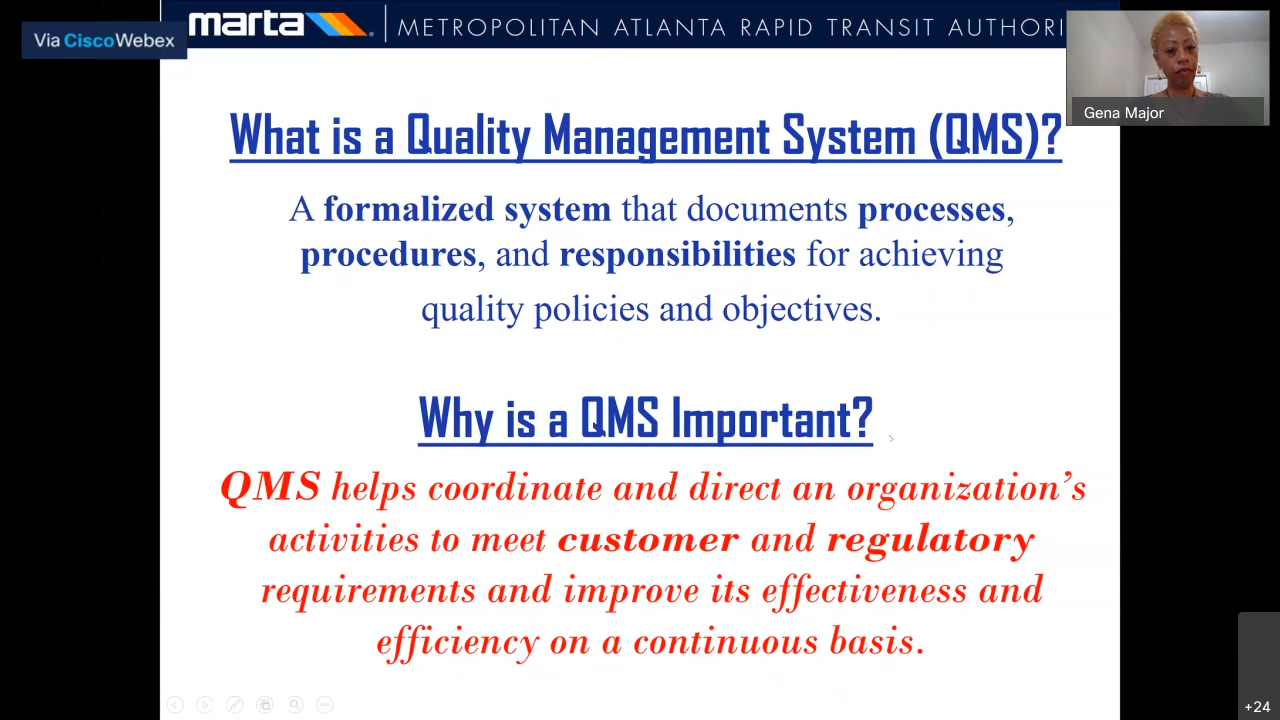 Via CiscoWebex
marta | METROPOLITAN ATLANTA RAPID TRANSIT AUTHORI
Gena Major
What is a Quality Management System (QMS)?
A formalized system that documents processes,
procedures, and responsibilities for achieving
quality policies and objectives.
Why is a QMS Important?
QMS helps coordinate and direct an organization’s
activities to meet customer and regulatory
requirements and improve its effectiveness and
efficiency on a continuous basis.
+24